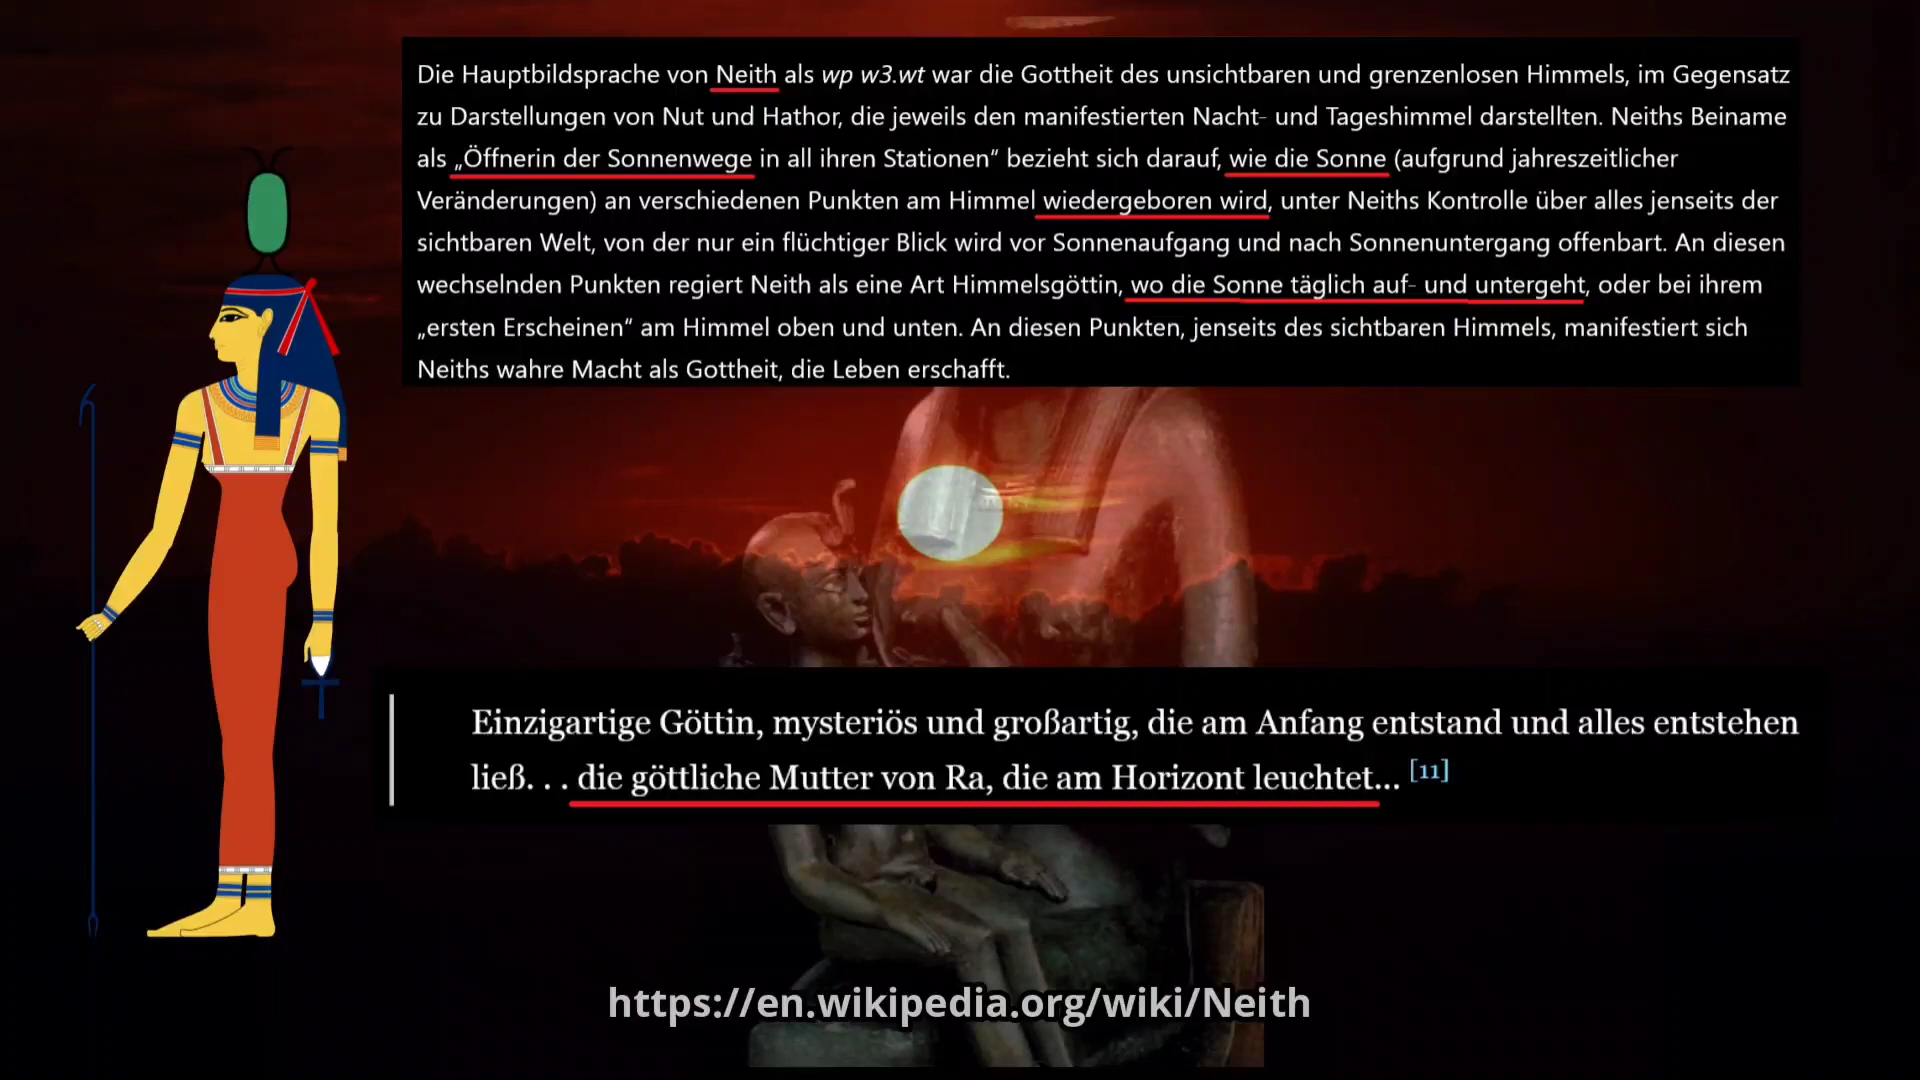 Die Hauptbildsprache von Neith als wp w3.wt war die Gottheit des unsichtbaren und grenzenlosen Himmels, im Gegensatz
zu Darstellungen von Nut und Hathor, die jeweils den manifestierten Nacht- und Tageshimmel darstellten. Neiths Beiname
als „Öffnerin der Sonnenwege in all ihren Stationen“ bezieht sich darauf, wie die Sonne (aufgrund jahreszeitlicher
Veränderungen) an verschiedenen Punkten am Himmel wiedergeboren wird, unter Neiths Kontrolle über alles jenseits der
sichtbaren Welt, von der nur ein flüchtiger Blick wird vor Sonnenaufgang und nach Sonnenuntergang offenbart. An diesen
wechselnden Punkten regiert Neith als eine Art Himmelsgöttin, wo die Sonne täglich auf- und untergeht, oder bei ihrem
„ersten Erscheinen“ am Himmel oben und unten. An diesen Punkten, jenseits des sichtbaren Himmels, manifestiert sich
Neiths wahre Macht als Gottheit, die Leben erschafft.
Einzigartige Göttin, mysteriös und großartig, die am Anfang entstand und alles entstehen
ließ. . . die göttliche Mutter von Ra, die am Horizont leuchtet... [11]
https://en.wikipedia.org/wiki/Neith